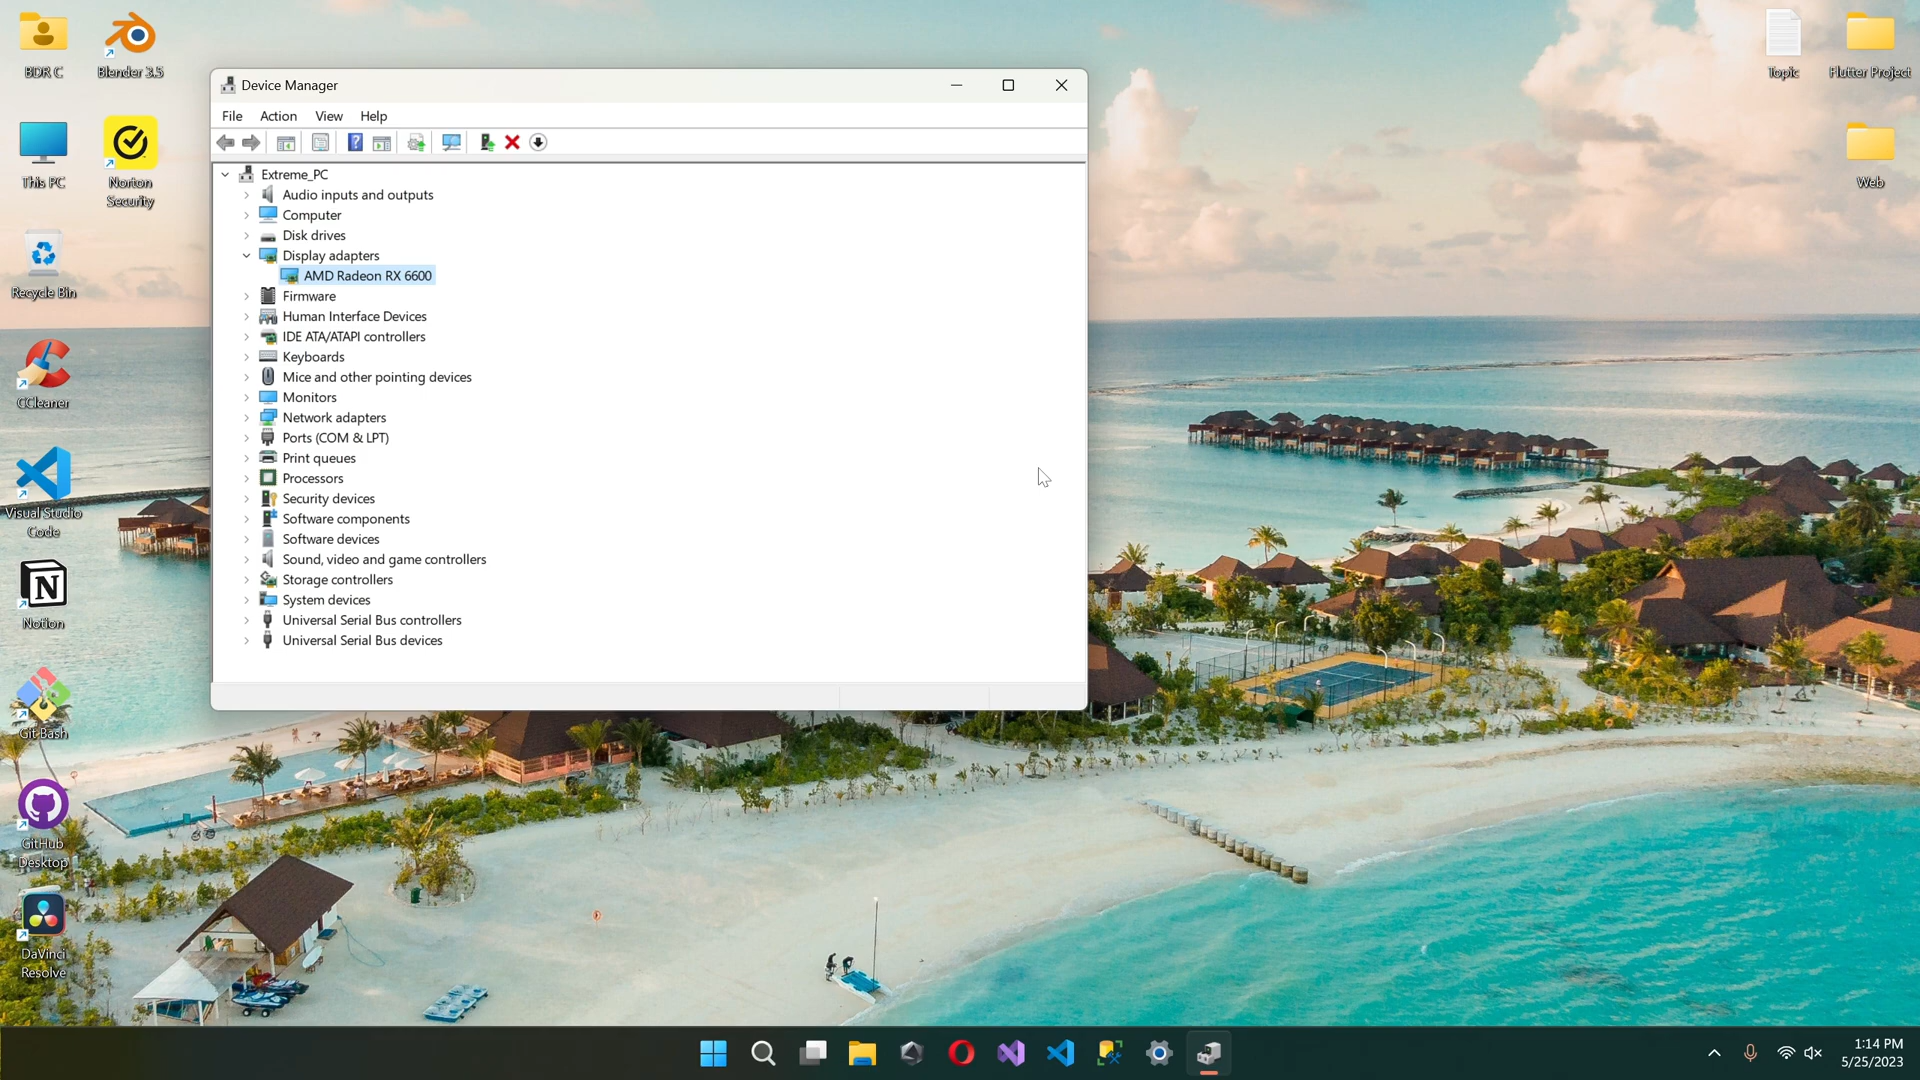 BDR C
Blender 3.5
This PC
Norton
Security
Recycle Bin
CCleaner
Visual Studio
Code
Notion
Git Bash
GitHub
Desktop
DaVinci
Resolve
Device Manager
File Action View Help
Extreme_PC
Audio inputs and outputs
Computer
Disk drives
Display adapters
AMD Radeon RX 6600
Firmware
Human Interface Devices
IDE ATA/ATAPI controllers
Keyboards
Mice and other pointing devices
Monitors
Network adapters
Ports (COM & LPT)
Print queues
Processors
Security devices
Software components
Software devices
Sound, video and game controllers
Storage controllers
System devices
Universal Serial Bus controllers
Universal Serial Bus devices
Topic
Flutter Project
Web
1:14 PM
5/25/2023